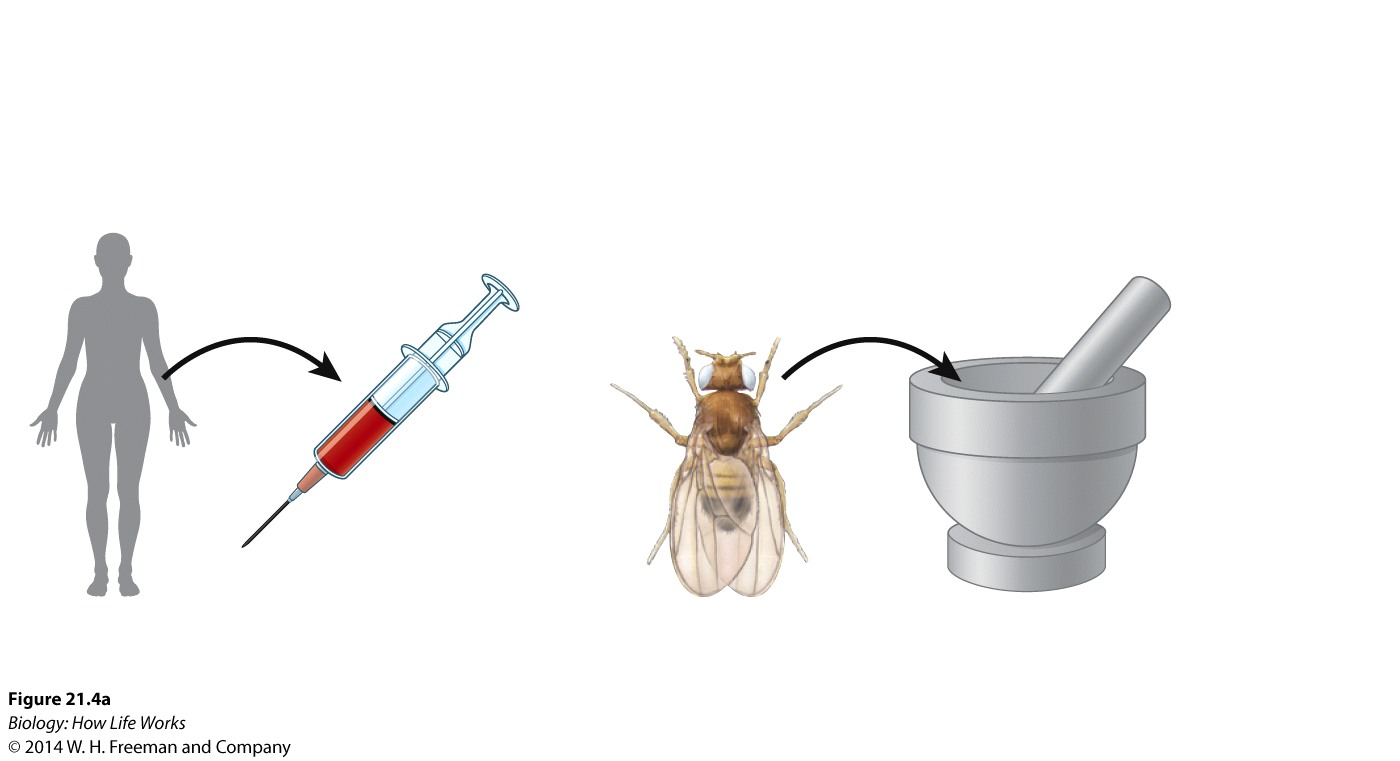 Figure 21.4a
Biology: How Life Works
© 2014 W. H. Freeman and Company